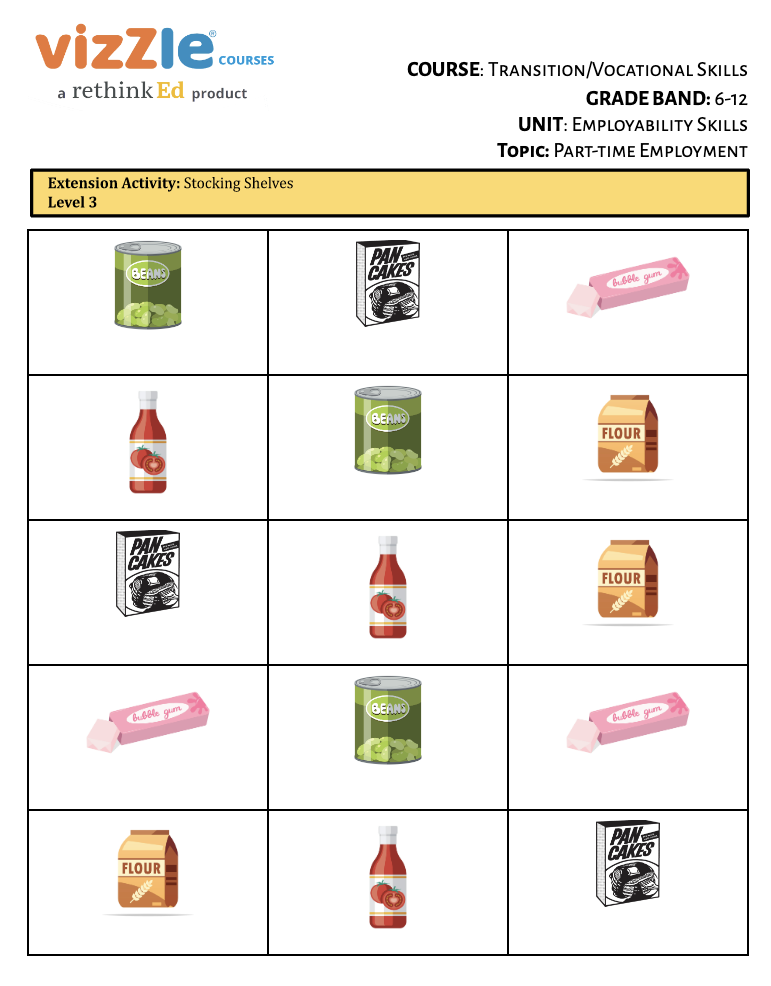 vizzle® COURSES
a rethink Ed product
COURSE: Transition/Vocational Skills
GRADE BAND: 6-12
UNIT: Employability Skills
Topic: Part-time Employment
Extension Activity: Stocking Shelves
Level 3
BEANS
PAN CAKES
bubble gum
BEANS
FLOUR
PAN CAKES
FLOUR
bubble gum
BEANS
bubble gum
FLOUR
PAN CAKES